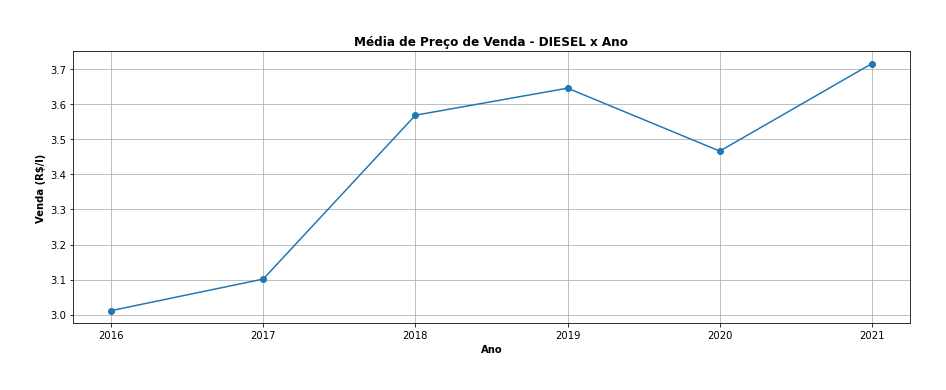 Média de Preço de Venda - DIESEL x Ano
Venda (R$/l)
3.7
3.6
3.5
3.4
3.3
3.2
3.1
3.0
2016 2017 2018 2019 2020 2021
Ano